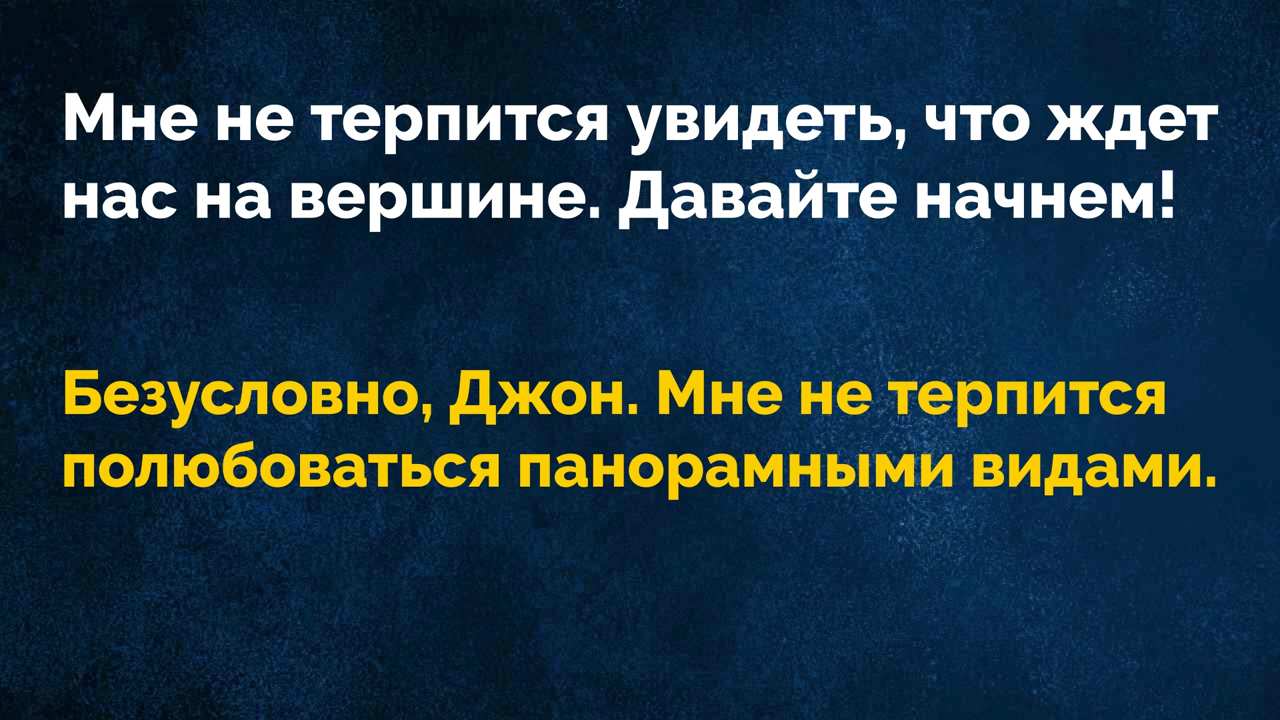 Мне не терпится увидеть, что ждет
нас на вершине. Давайте начнем!
Безусловно, Джон. Мне не терпится
полюбоваться панорамными видами.